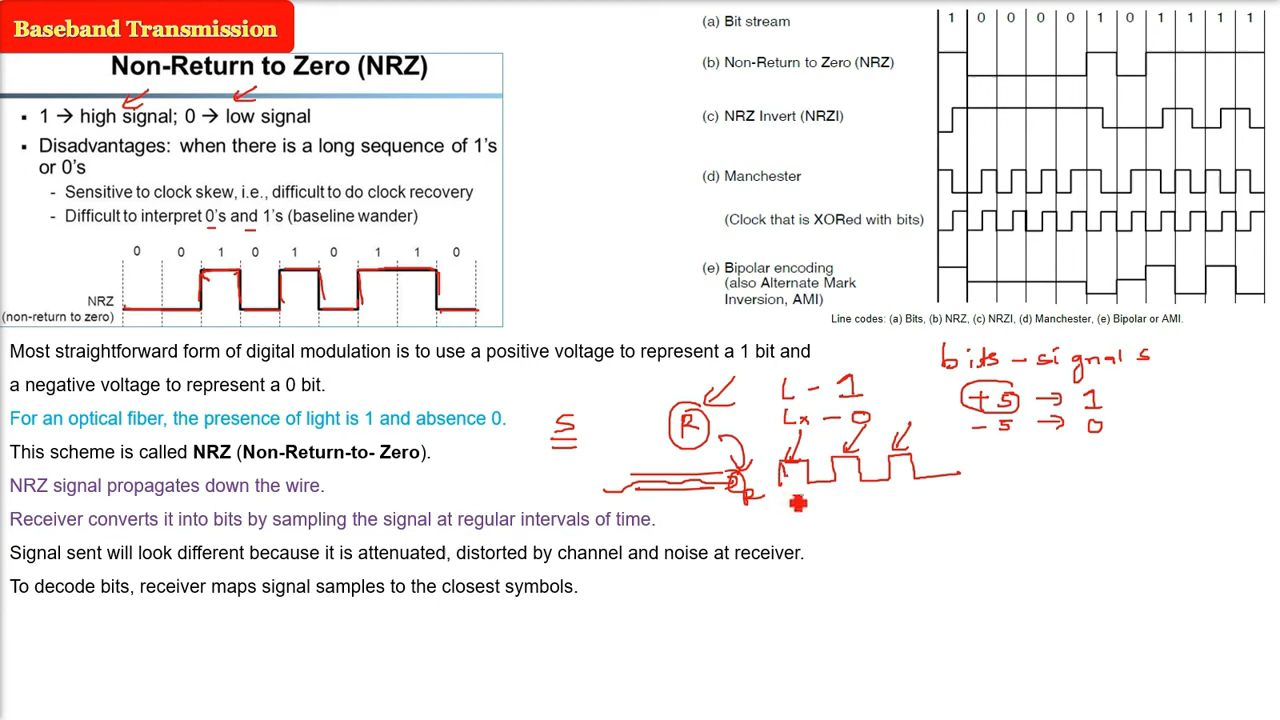 Baseband Transmission
Non-Return to Zero (NRZ)
▪ 1 → high signal; 0 → low signal
▪ Disadvantages: when there is a long sequence of 1's
or 0's
- Sensitive to clock skew, i.e., difficult to do clock recovery
- Difficult to interpret 0's and 1's (baseline wander)
0 0 1 0 1 0 1 1 0
NRZ
(non-return to zero)
(a) Bit stream
1 0 0 0 0 1 0 1 1 1 1
(b) Non-Return to Zero (NRZ)
(c) NRZ Invert (NRZI)
(d) Manchester
(Clock that is XORed with bits)
(e) Bipolar encoding
(also Alternate Mark
Inversion, AMI)
Line codes: (a) Bits, (b) NRZ, (c) NRZI, (d) Manchester, (e) Bipolar or AMI.
Most straightforward form of digital modulation is to use a positive voltage to represent a 1 bit and
a negative voltage to represent a 0 bit.
For an optical fiber, the presence of light is 1 and absence 0.
This scheme is called NRZ (Non-Return-to- Zero).
NRZ signal propagates down the wire.
Receiver converts it into bits by sampling the signal at regular intervals of time.
Signal sent will look different because it is attenuated, distorted by channel and noise at receiver.
To decode bits, receiver maps signal samples to the closest symbols.
bits - signals
+5 → 1
-5 → 0
L - 1
Lx - 0
S
R
R